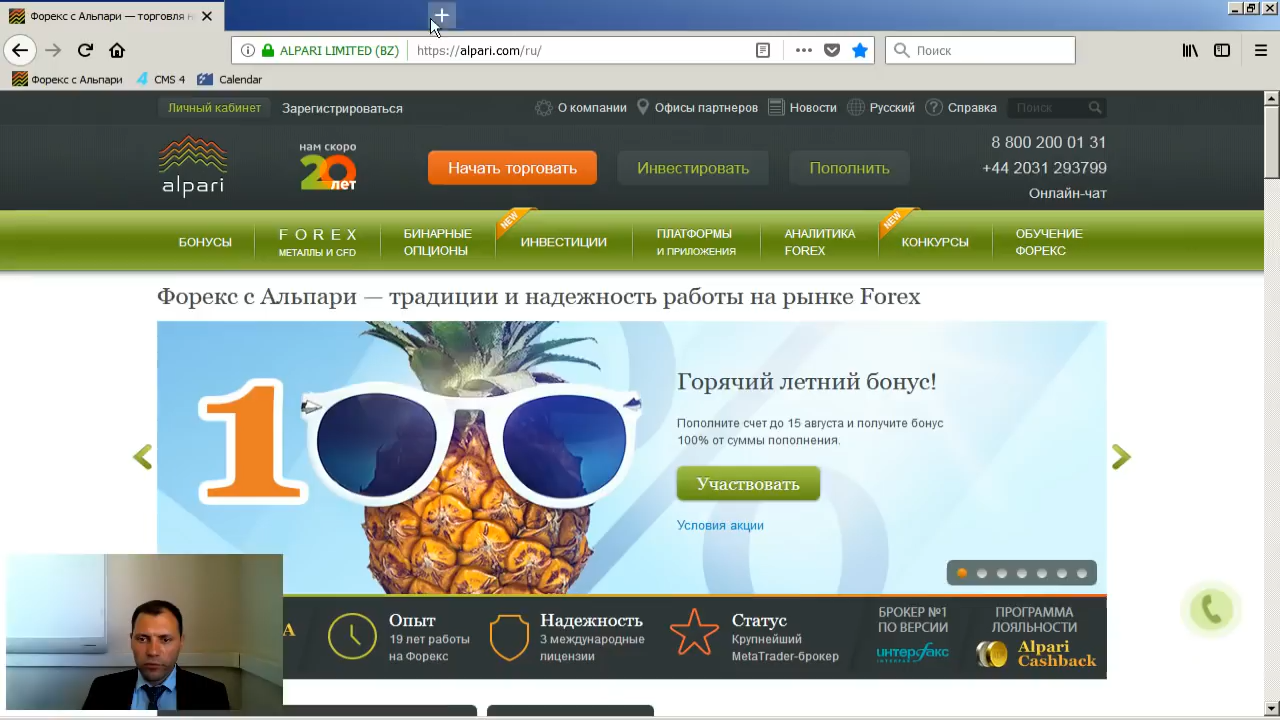 Форекс с Альпари — торговля н
ALPARI LIMITED (BZ)
https://alpari.com/ru/
Поиск
Форекс с Альпари
CMS 4
Calendar
Личный кабинет
Зарегистрироваться
О компании
Офисы партнеров
Новости
Русский
Справка
Поиск
alpari
нам скоро
20
лет
Начать торговать
Инвестировать
Пополнить
8 800 200 01 31
+44 2031 293799
Онлайн-чат
БОНУСЫ
FOREX
МЕТАЛЛЫ И CFD
БИНАРНЫЕ
ОПЦИОНЫ
NEW
ИНВЕСТИЦИИ
ПЛАТФОРМЫ
И ПРИЛОЖЕНИЯ
АНАЛИТИКА
FOREX
NEW
КОНКУРСЫ
ОБУЧЕНИЕ
ФОРЕКС
Форекс с Альпари — традиции и надежность работы на рынке Forex
1
Горячий летний бонус!
Пополните счет до 15 августа и получите бонус
100% от суммы пополнения.
Участвовать
Условия акции
А
Опыт
19 лет работы
на Форекс
Надежность
3 международные
лицензии
Статус
Крупнейший
MetaTrader-брокер
БРОКЕР №1
ПО ВЕРСИИ
интерфакс
ПРОГРАММА
ЛОЯЛЬНОСТИ
Alpari
Cashback